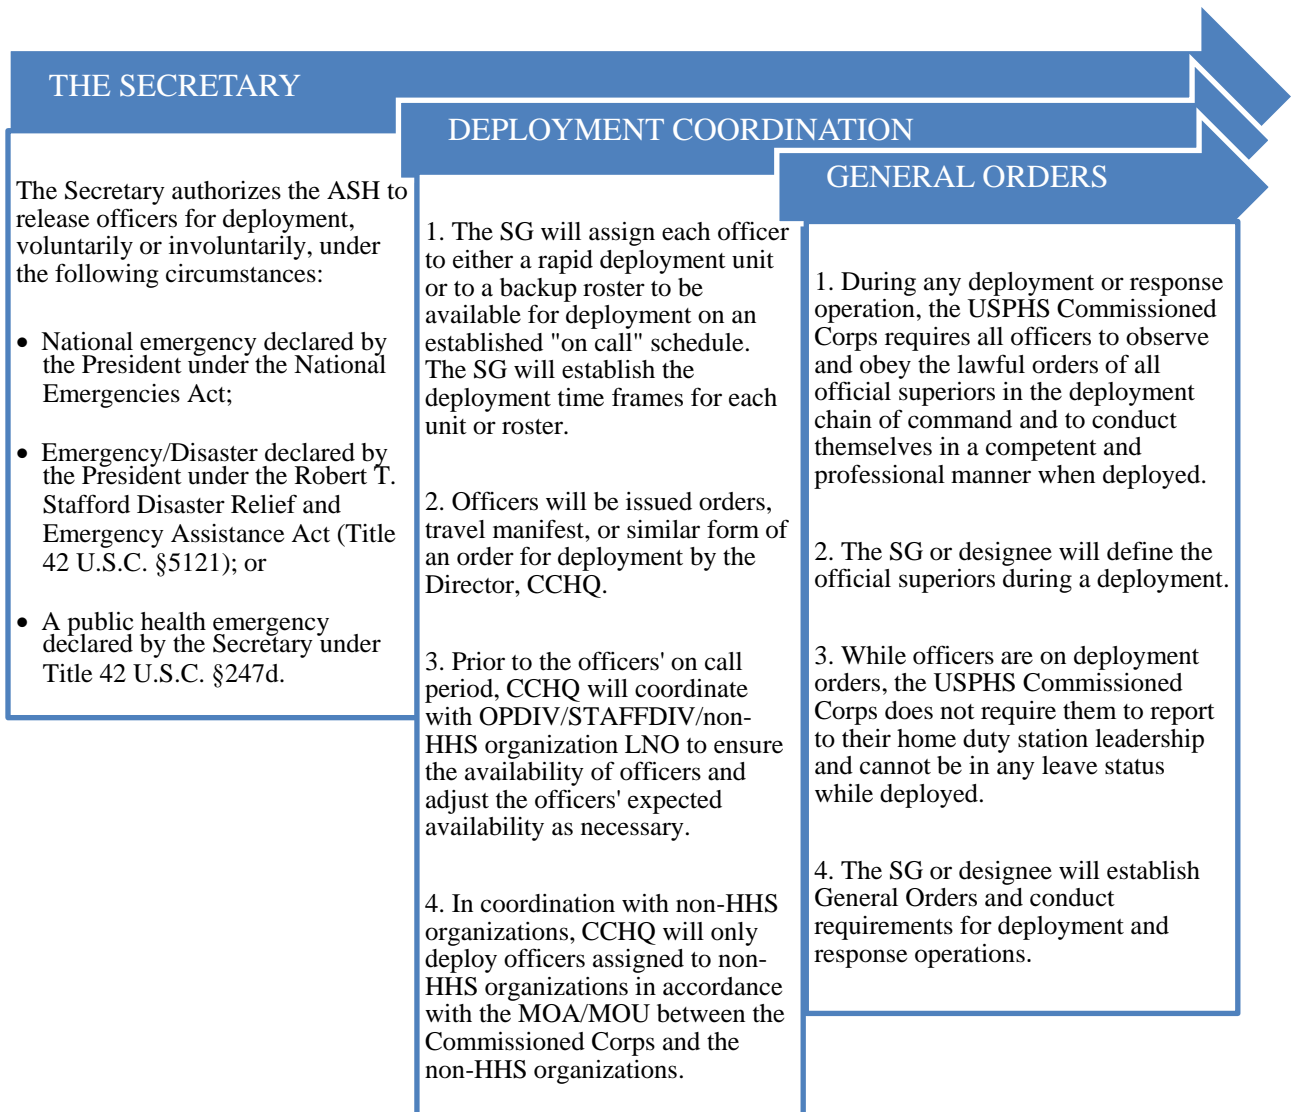 THE SECRETARY
The Secretary authorizes the ASH to
release officers for deployment,
voluntarily or involuntarily, under
the following circumstances:
• National emergency declared by
the President under the National
Emergencies Act;
• Emergency/Disaster declared by
the President under the Robert T.
Stafford Disaster Relief and
Emergency Assistance Act (Title
42 U.S.C. §5121); or
• A public health emergency
declared by the Secretary under
Title 42 U.S.C. §247d.
DEPLOYMENT COORDINATION
1. The SG will assign each officer
to either a rapid deployment unit
or to a backup roster to be
available for deployment on an
established "on call" schedule.
The SG will establish the
deployment time frames for each
unit or roster.
2. Officers will be issued orders,
travel manifest, or similar form of
an order for deployment by the
Director, CCHQ.
3. Prior to the officers' on call
period, CCHQ will coordinate
with OPDIV/STAFFDIV/non-
HHS organization LNO to ensure
the availability of officers and
adjust the officers' expected
availability as necessary.
4. In coordination with non-HHS
organizations, CCHQ will only
deploy officers assigned to non-
HHS organizations in accordance
with the MOA/MOU between the
Commissioned Corps and the
non-HHS organizations.
GENERAL ORDERS
1. During any deployment or response
operation, the USPHS Commissioned
Corps requires all officers to observe
and obey the lawful orders of all
official superiors in the deployment
chain of command and to conduct
themselves in a competent and
professional manner when deployed.
2. The SG or designee will define the
official superiors during a deployment.
3. While officers are on deployment
orders, the USPHS Commissioned
Corps does not require them to report
to their home duty station leadership
and cannot be in any leave status
while deployed.
4. The SG or designee will establish
General Orders and conduct
requirements for deployment and
response operations.